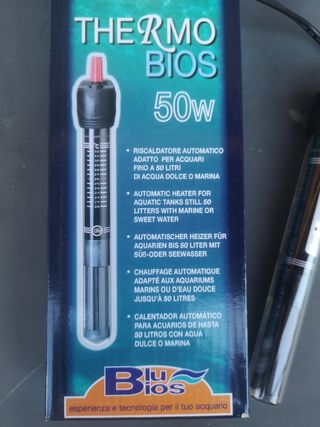 THERMO
BIOS
50W
• RISCALDATORE AUTOMATICO
ADATTO PER ACQUARI
FINO A 50 LITRI
DI ACQUA DOLCE O MARINA
• AUTOMATIC HEATER FOR
AQUATIC TANKS STILL 50
LITTERS WITH MARINE OR
SWEET WATER
• AUTOMATISCHER HEIZER FÜR
AQUARIEN BIS 50 LITER MIT
SÜß-ODER SEEWASSER
• CHAUFFAGE AUTOMATIQUE
ADAPTÉ AUX AQUARIUMS
MARINS OU D'EAU DOUCE
JUSQU'À 50 LITRES
• CALENTADOR AUTOMÁTICO
PARA ACUARIOS DE HASTA
50 LITROS CON AGUA
DULCE O MARINA
Blu
Bios
esperienza e tecnologia per il tuo acquario